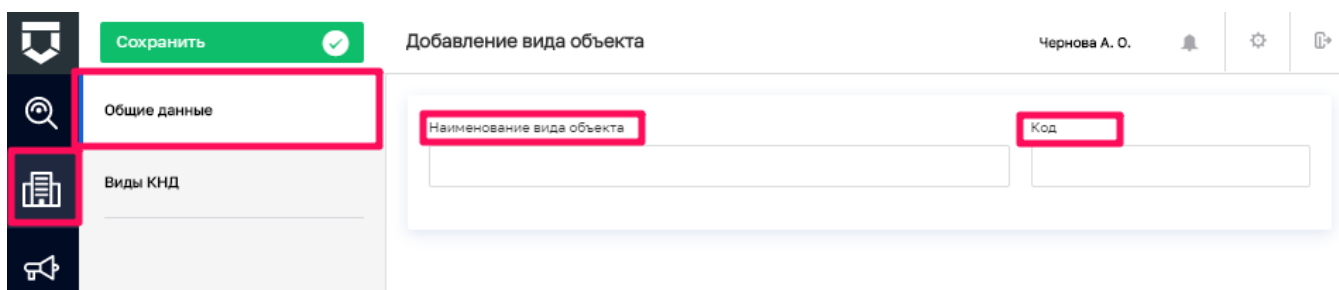 Сохранить
Добавление вида объекта
Чернова А. О.
Общие данные
Наименование вида объекта
Код
Виды КНД